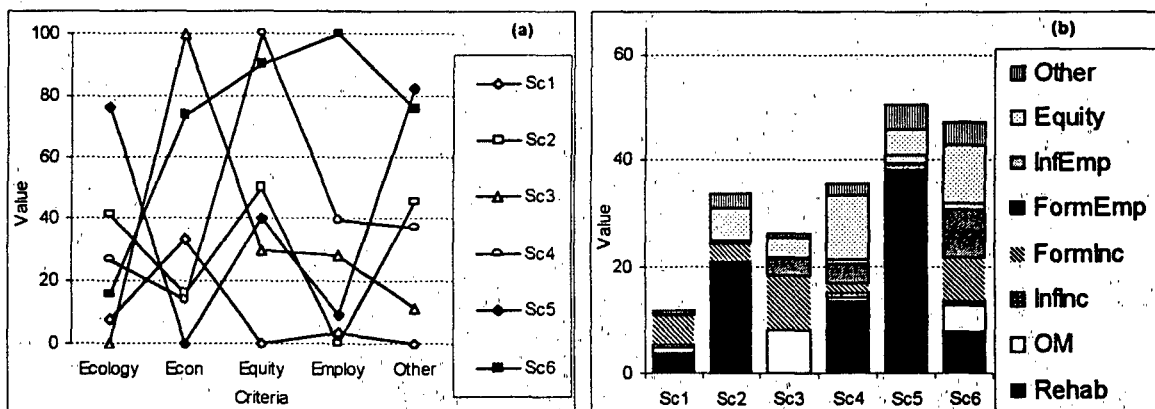 (a)
100
80
60
40
20
0
Value
Ecology Econ Equity Employ Other
Criteria
Sc1
Sc2
Sc3
Sc4
Sc5
Sc6
(b)
60
40
20
0
Value
Sc1 Sc2 Sc3 Sc4 Sc5 Sc6
Other
Equity
InfEmp
FormEmp
FormInc
InfInc
OM
Rehab